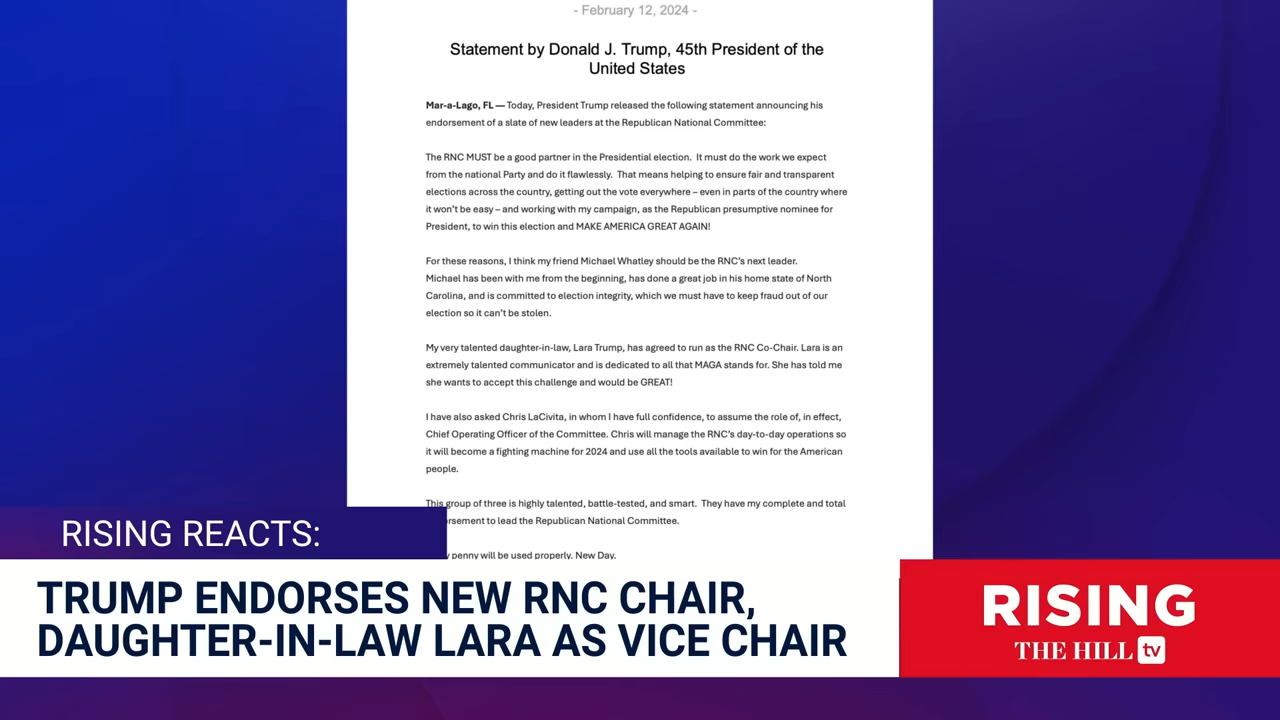 - February 12, 2024 -
Statement by Donald J. Trump, 45th President of the
United States
Mar-a-Lago, FL — Today, President Trump released the following statement announcing his
endorsement of a slate of new leaders at the Republican National Committee:
The RNC MUST be a good partner in the Presidential election. It must do the work we expect
from the national Party and do it flawlessly. That means helping to ensure fair and transparent
elections across the country, getting out the vote everywhere – even in parts of the country where
it won't be easy – and working with my campaign, as the Republican presumptive nominee for
President, to win this election and MAKE AMERICA GREAT AGAIN!
For these reasons, I think my friend Michael Whatley should be the RNC's next leader.
Michael has been with me from the beginning, has done a great job in his home state of North
Carolina, and is committed to election integrity, which we must have to keep fraud out of our
election so it can't be stolen.
My very talented daughter-in-law, Lara Trump, has agreed to run as the RNC Co-Chair. Lara is an
extremely talented communicator and is dedicated to all that MAGA stands for. She has told me
she wants to accept this challenge and would be GREAT!
I have also asked Chris LaCivita, in whom I have full confidence, to assume the role of, in effect,
Chief Operating Officer of the Committee. Chris will manage the RNC's day-to-day operations so
it will become a fighting machine for 2024 and use all the tools available to win for the American
people.
This group of three is highly talented, battle-tested, and smart. They have my complete and total
rsement to lead the Republican National Committee.
penny will be used properly. New Day.
RISING REACTS:
TRUMP ENDORSES NEW RNC CHAIR,
DAUGHTER-IN-LAW LARA AS VICE CHAIR
RISING
THE HILL tv